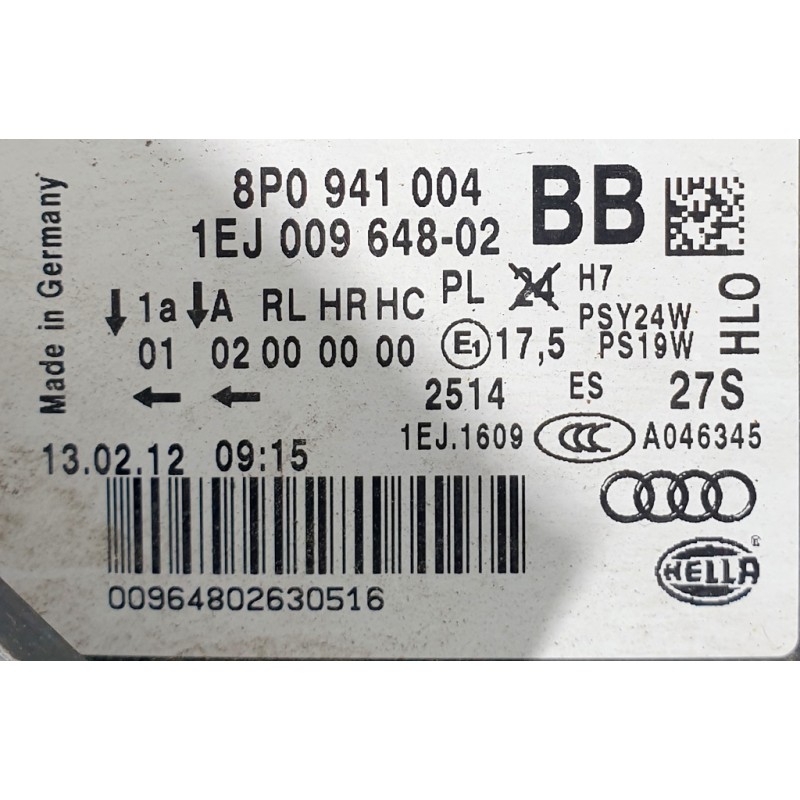 Made in Germany
8P0 941 004 BB
1EJ 009 648-02
1a A RL HR HC PL 24 H7
PSY24W
01 02 00 00 00 E1 17,5 PS19W
HLO
2514 ES 27S
1EJ.1609 CCC A046345
13.02.12 09:15
00964802630516
HELLA ®